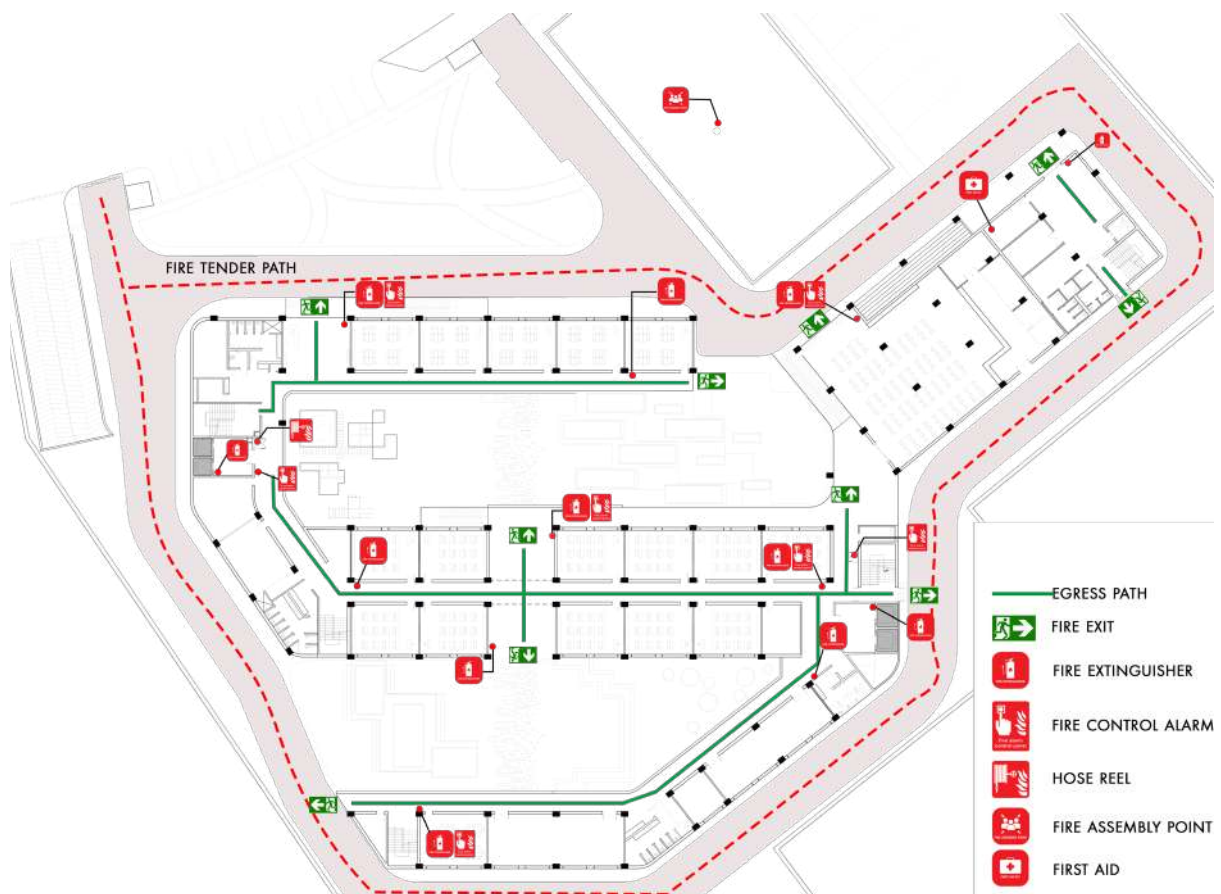 FIRE TENDER PATH
EGRESS PATH
FIRE EXIT
FIRE EXTINGUISHER
FIRE CONTROL ALARM
HOSE REEL
FIRE ASSEMBLY POINT
FIRST AID